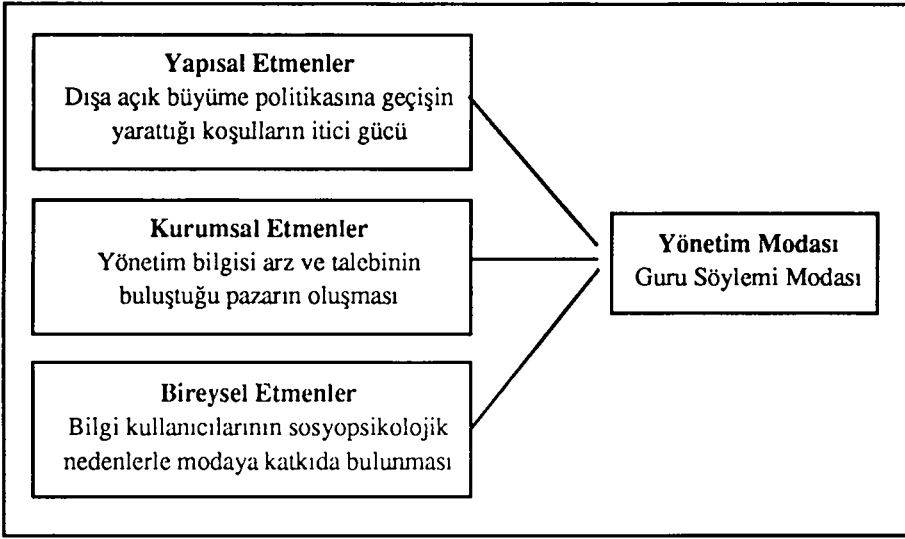 Yapısal Etmenler
Dışa açık büyüme politikasına geçişin
yarattığı koşulların itici gücü
Kurumsal Etmenler
Yönetim bilgisi arz ve talebinin
buluştuğu pazarın oluşması
Bireysel Etmenler
Bilgi kullanıcılarının sosyopsikolojik
nedenlerle modaya katkıda bulunması
Yönetim Modası
Guru Söylemi Modası